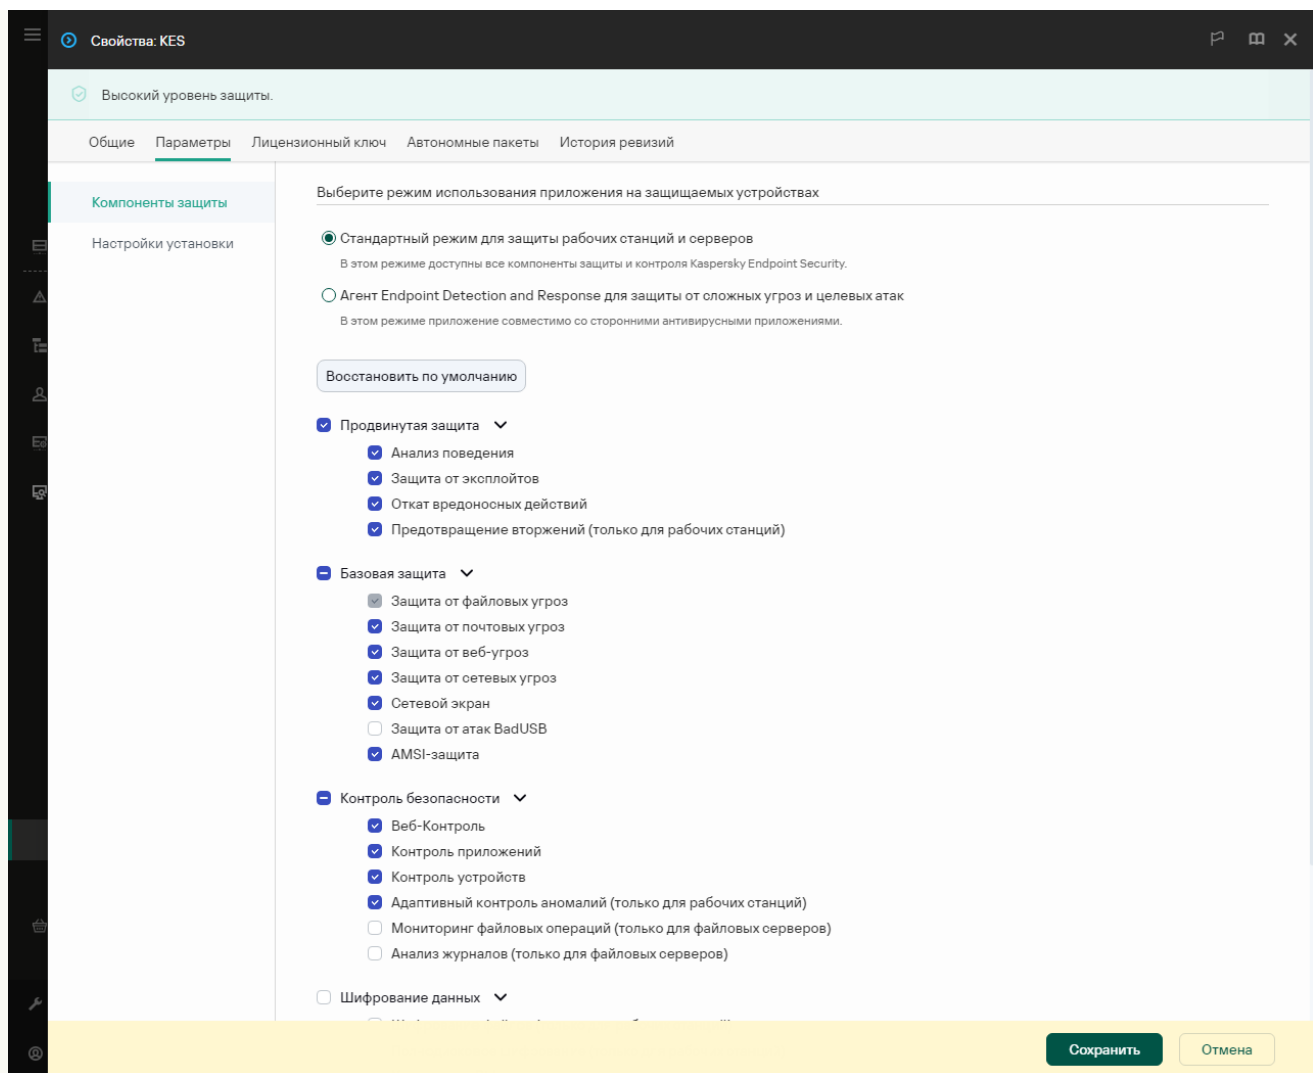 Свойства: KES
Высокий уровень защиты.
Общие Параметры Лицензионный ключ Автономные пакеты История ревизий
Компоненты защиты
Настройки установки
Выберите режим использования приложения на защищаемых устройствах
Стандартный режим для защиты рабочих станций и серверов
В этом режиме доступны все компоненты защиты и контроля Kaspersky Endpoint Security.
Агент Endpoint Detection and Response для защиты от сложных угроз и целевых атак
В этом режиме приложение совместимо со сторонними антивирусными приложениями.
Восстановить по умолчанию
Продвинутая защита
Анализ поведения
Защита от эксплойтов
Откат вредоносных действий
Предотвращение вторжений (только для рабочих станций)
Базовая защита
Защита от файловых угроз
Защита от почтовых угроз
Защита от веб-угроз
Защита от сетевых угроз
Сетевой экран
Защита от атак BadUSB
AMSI-защита
Контроль безопасности
Веб-Контроль
Контроль приложений
Контроль устройств
Адаптивный контроль аномалий (только для рабочих станций)
Мониторинг файловых операций (только для файловых серверов)
Анализ журналов (только для файловых серверов)
Шифрование данных
Сохранить Отмена